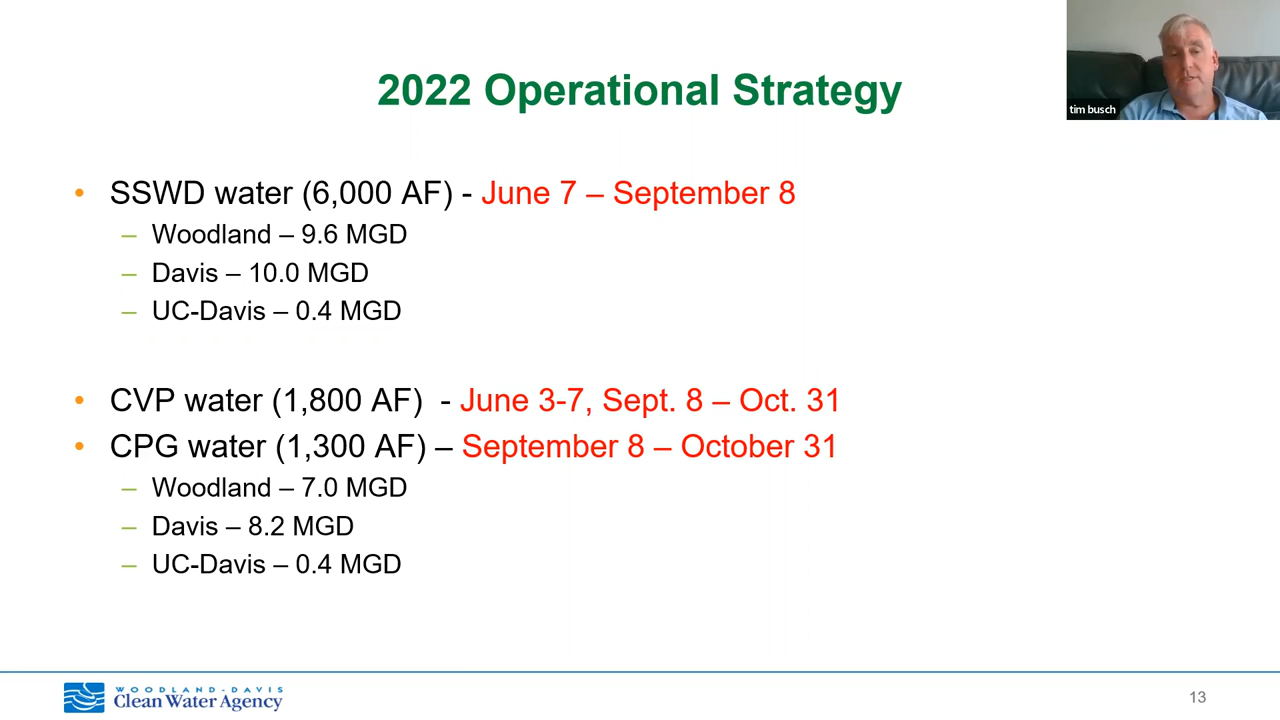 2022 Operational Strategy
tim busch
• SSWD water (6,000 AF) - June 7 – September 8
– Woodland – 9.6 MGD
– Davis – 10.0 MGD
– UC-Davis – 0.4 MGD
• CVP water (1,800 AF)  - June 3-7, Sept. 8 – Oct. 31
• CPG water (1,300 AF) – September 8 – October 31
– Woodland – 7.0 MGD
– Davis – 8.2 MGD
– UC-Davis – 0.4 MGD
WOODLAND-DAVIS
Clean Water Agency
13